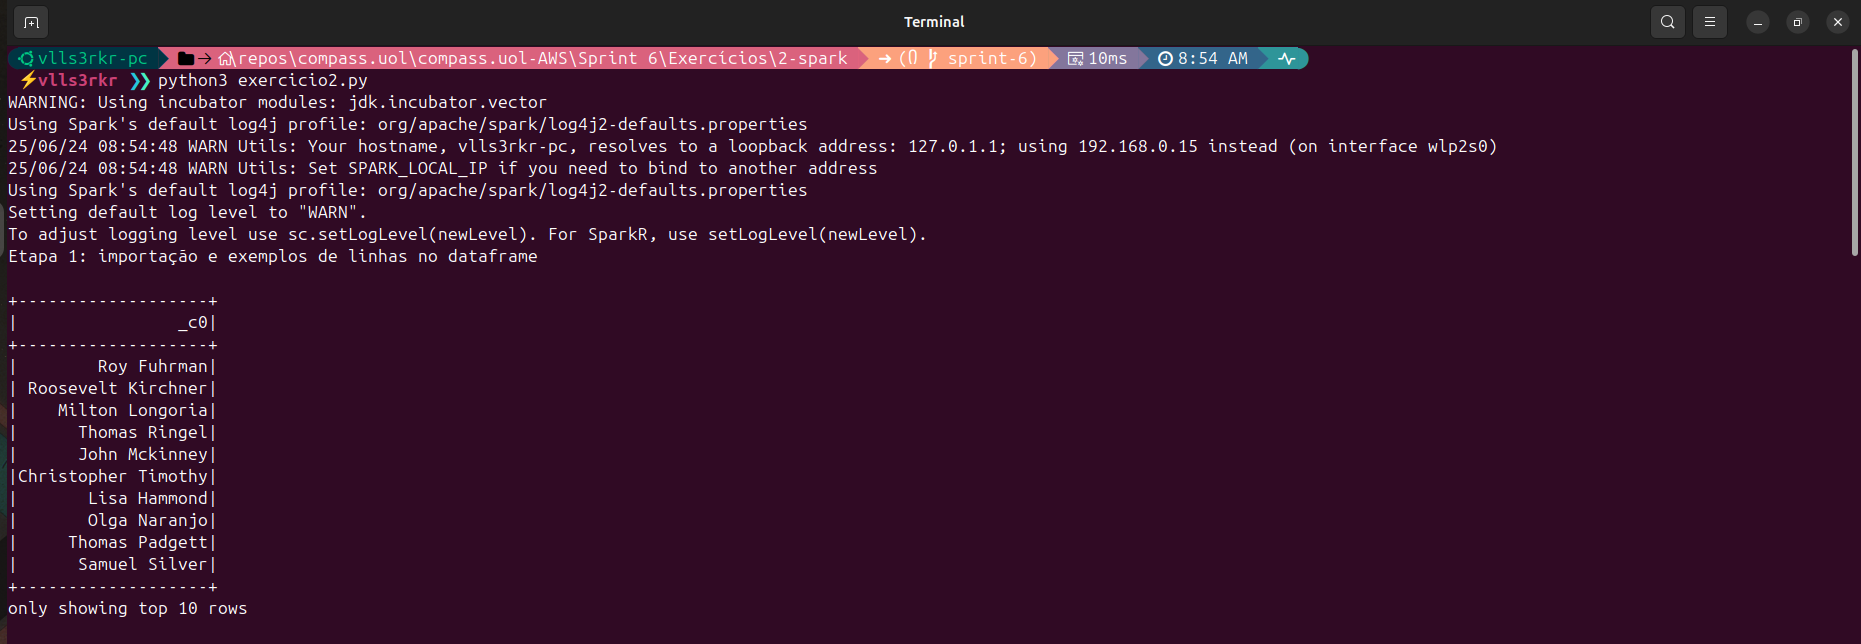 Terminal
vlls3rkr-pc → \repos\compass.uol\compass.uol-AWS\Sprint 6\Exercícios\2-spark → ( sprint-6) 10ms 8:54 AM
⚡vlls3rkr ❯❯ python3 exercicio2.py
WARNING: Using incubator modules: jdk.incubator.vector
Using Spark's default log4j profile: org/apache/spark/log4j2-defaults.properties
25/06/24 08:54:48 WARN Utils: Your hostname, vlls3rkr-pc, resolves to a loopback address: 127.0.1.1; using 192.168.0.15 instead (on interface wlp2s0)
25/06/24 08:54:48 WARN Utils: Set SPARK_LOCAL_IP if you need to bind to another address
Using Spark's default log4j profile: org/apache/spark/log4j2-defaults.properties
Setting default log level to "WARN".
To adjust logging level use sc.setLogLevel(newLevel). For SparkR, use setLogLevel(newLevel).
Etapa 1: importação e exemplos de linhas no dataframe
+-------------------+
|                _c0|
+-------------------+
|        Roy Fuhrman|
| Roosevelt Kirchner|
|    Milton Longoria|
|      Thomas Ringel|
|      John Mckinney|
|Christopher Timothy|
|       Lisa Hammond|
|       Olga Naranjo|
|     Thomas Padgett|
|      Samuel Silver|
+-------------------+
only showing top 10 rows